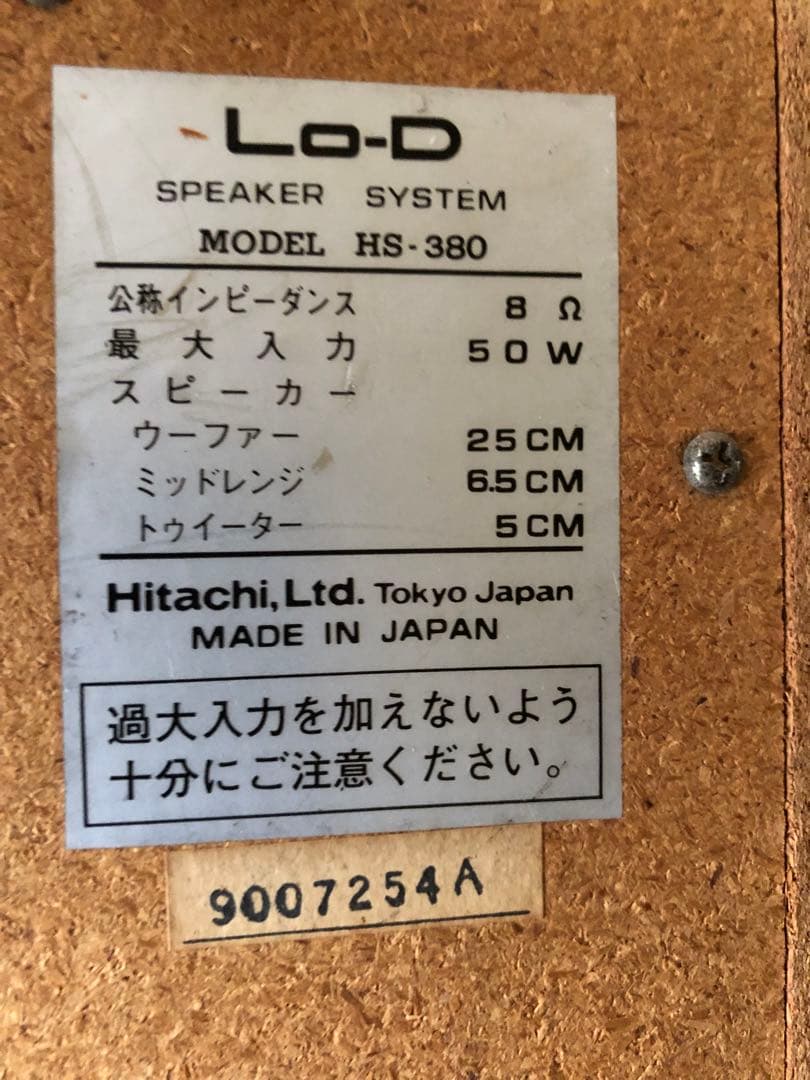 Lo-D
SPEAKER SYSTEM
MODEL HS-380
公称インピーダンス 8 Ω
最大入力 50W
スピーカー
ウーファー 25CM
ミッドレンジ 6.5CM
トゥイーター 5CM
Hitachi, Ltd. Tokyo Japan
MADE IN JAPAN
過大入力を加えないよう
十分にご注意ください。
9007254A